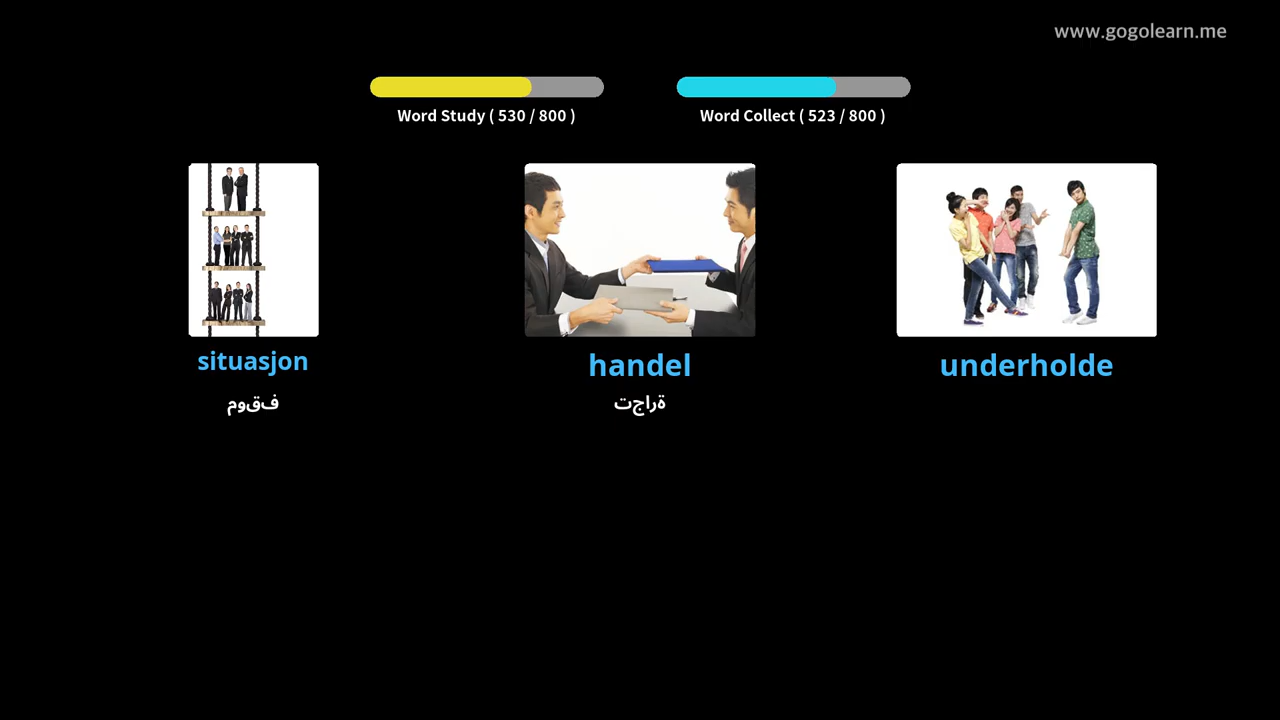 www.gogolearn.me
Word Study ( 530 / 800 )
Word Collect ( 523 / 800 )
situasjon
فقوم
handel
ةراجت
underholde